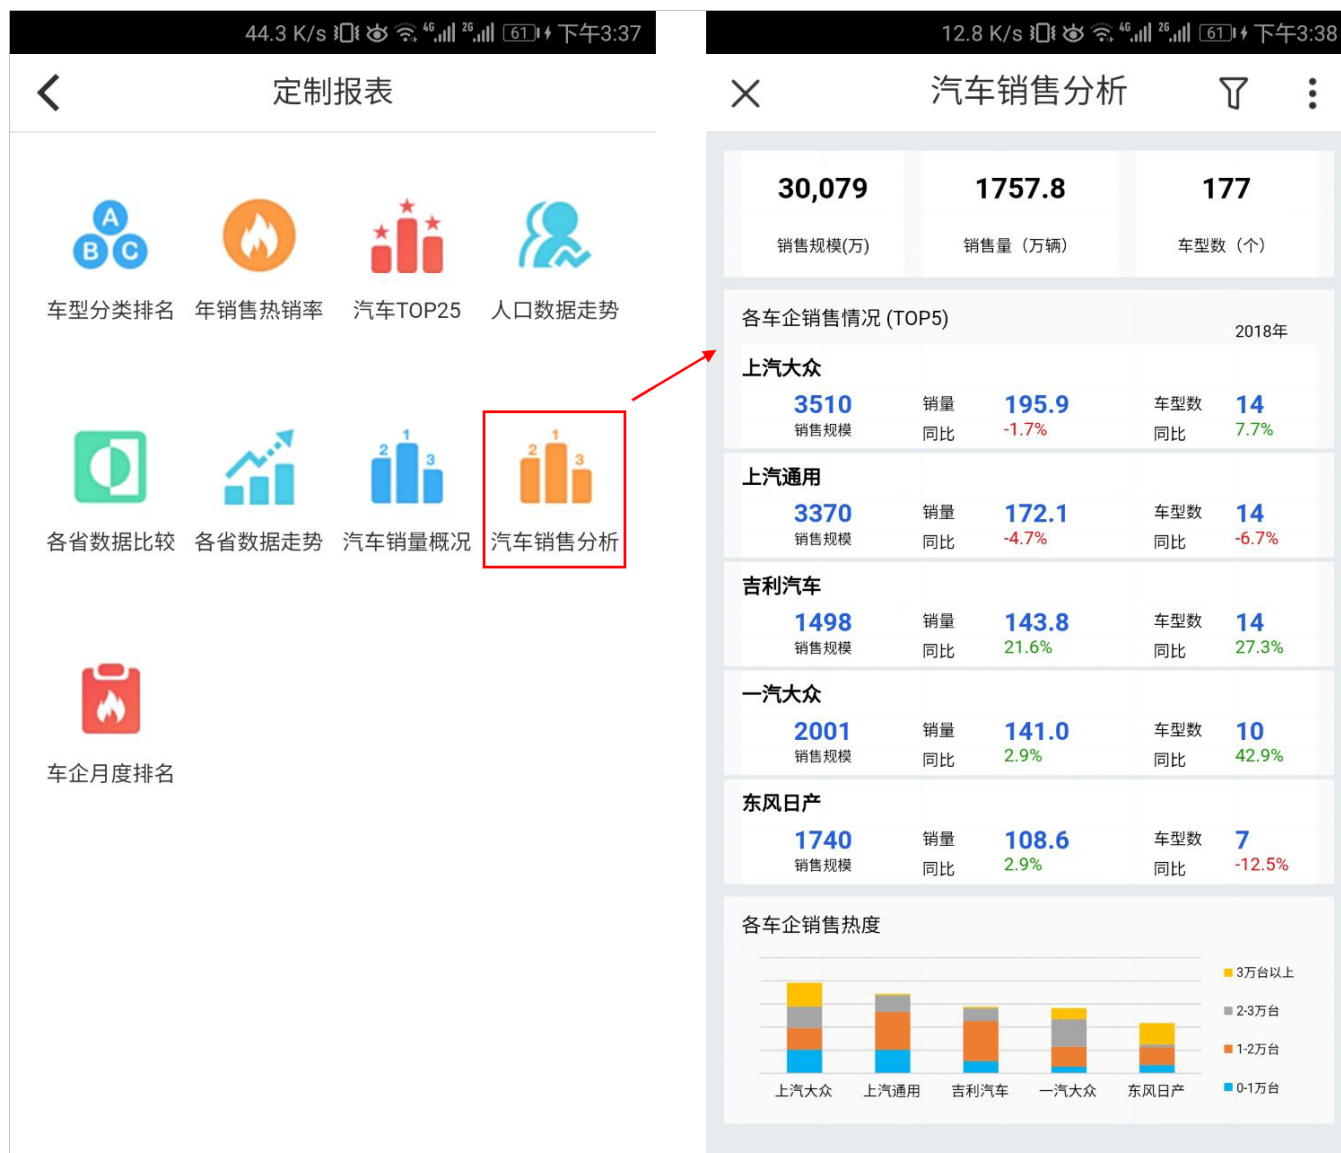 44.3 K/s 4G 2G 61 下午3:37
定制报表
A
B C
车型分类排名 年销售热销率 汽车TOP25 人口数据走势
2 1 3
2 1 3
各省数据比较 各省数据走势 汽车销量概况 汽车销售分析
车企月度排名
12.8 K/s 4G 2G 61 下午3:38
汽车销售分析
30,079 1757.8 177
销售规模(万) 销售量（万辆） 车型数（个）
各车企销售情况 (TOP5)
2018年
上汽大众
3510 销量 195.9 车型数 14
销售规模 同比 -1.7% 同比 7.7%
上汽通用
3370 销量 172.1 车型数 14
销售规模 同比 -4.7% 同比 -6.7%
吉利汽车
1498 销量 143.8 车型数 14
销售规模 同比 21.6% 同比 27.3%
一汽大众
2001 销量 141.0 车型数 10
销售规模 同比 2.9% 同比 42.9%
东风日产
1740 销量 108.6 车型数 7
销售规模 同比 2.9% 同比 -12.5%
各车企销售热度
3万台以上
2-3万台
1-2万台
0-1万台
上汽大众 上汽通用 吉利汽车 一汽大众 东风日产